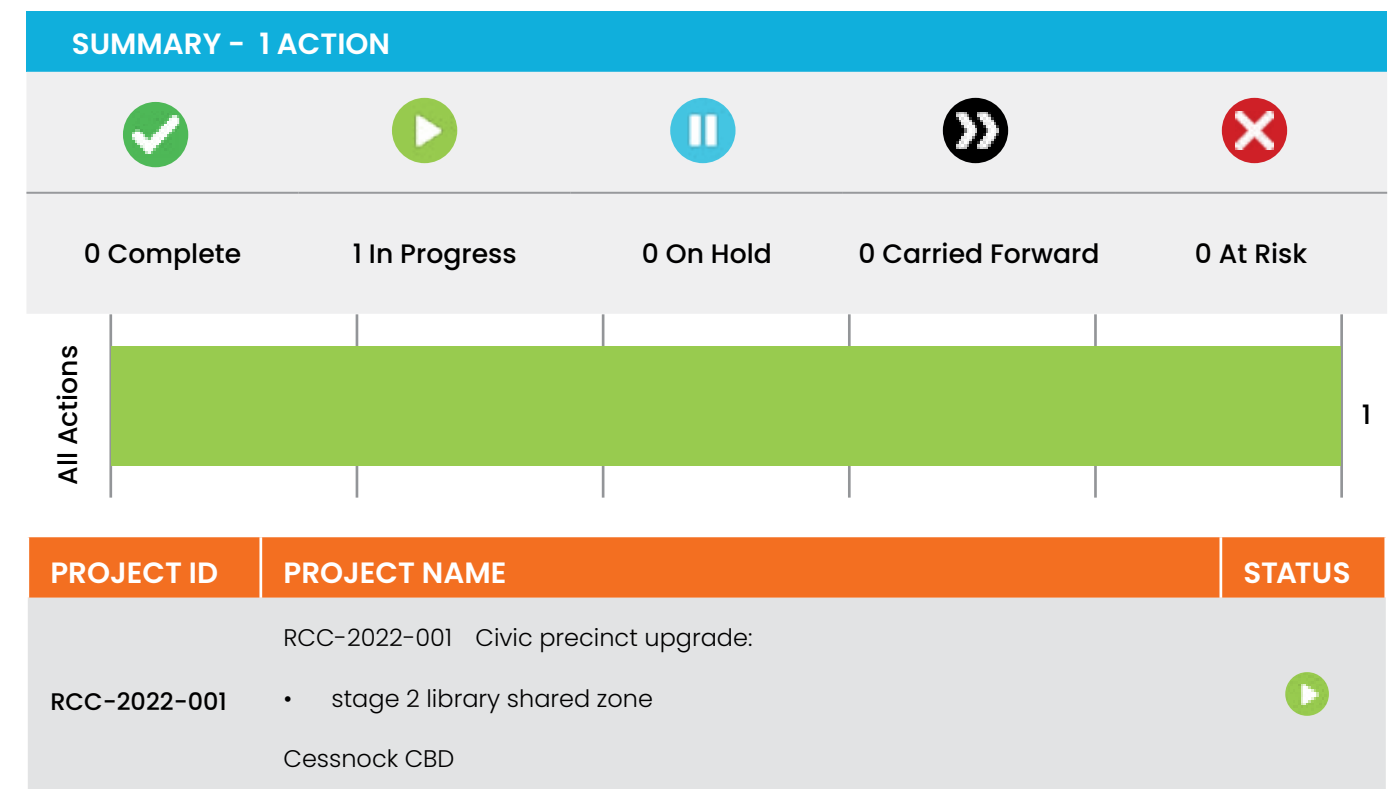 SUMMARY - 1 ACTION
0 Complete 1 In Progress 0 On Hold 0 Carried Forward 0 At Risk
All Actions
1
PROJECT ID PROJECT NAME STATUS
RCC-2022-001 Civic precinct upgrade:
RCC-2022-001 • stage 2 library shared zone
Cessnock CBD